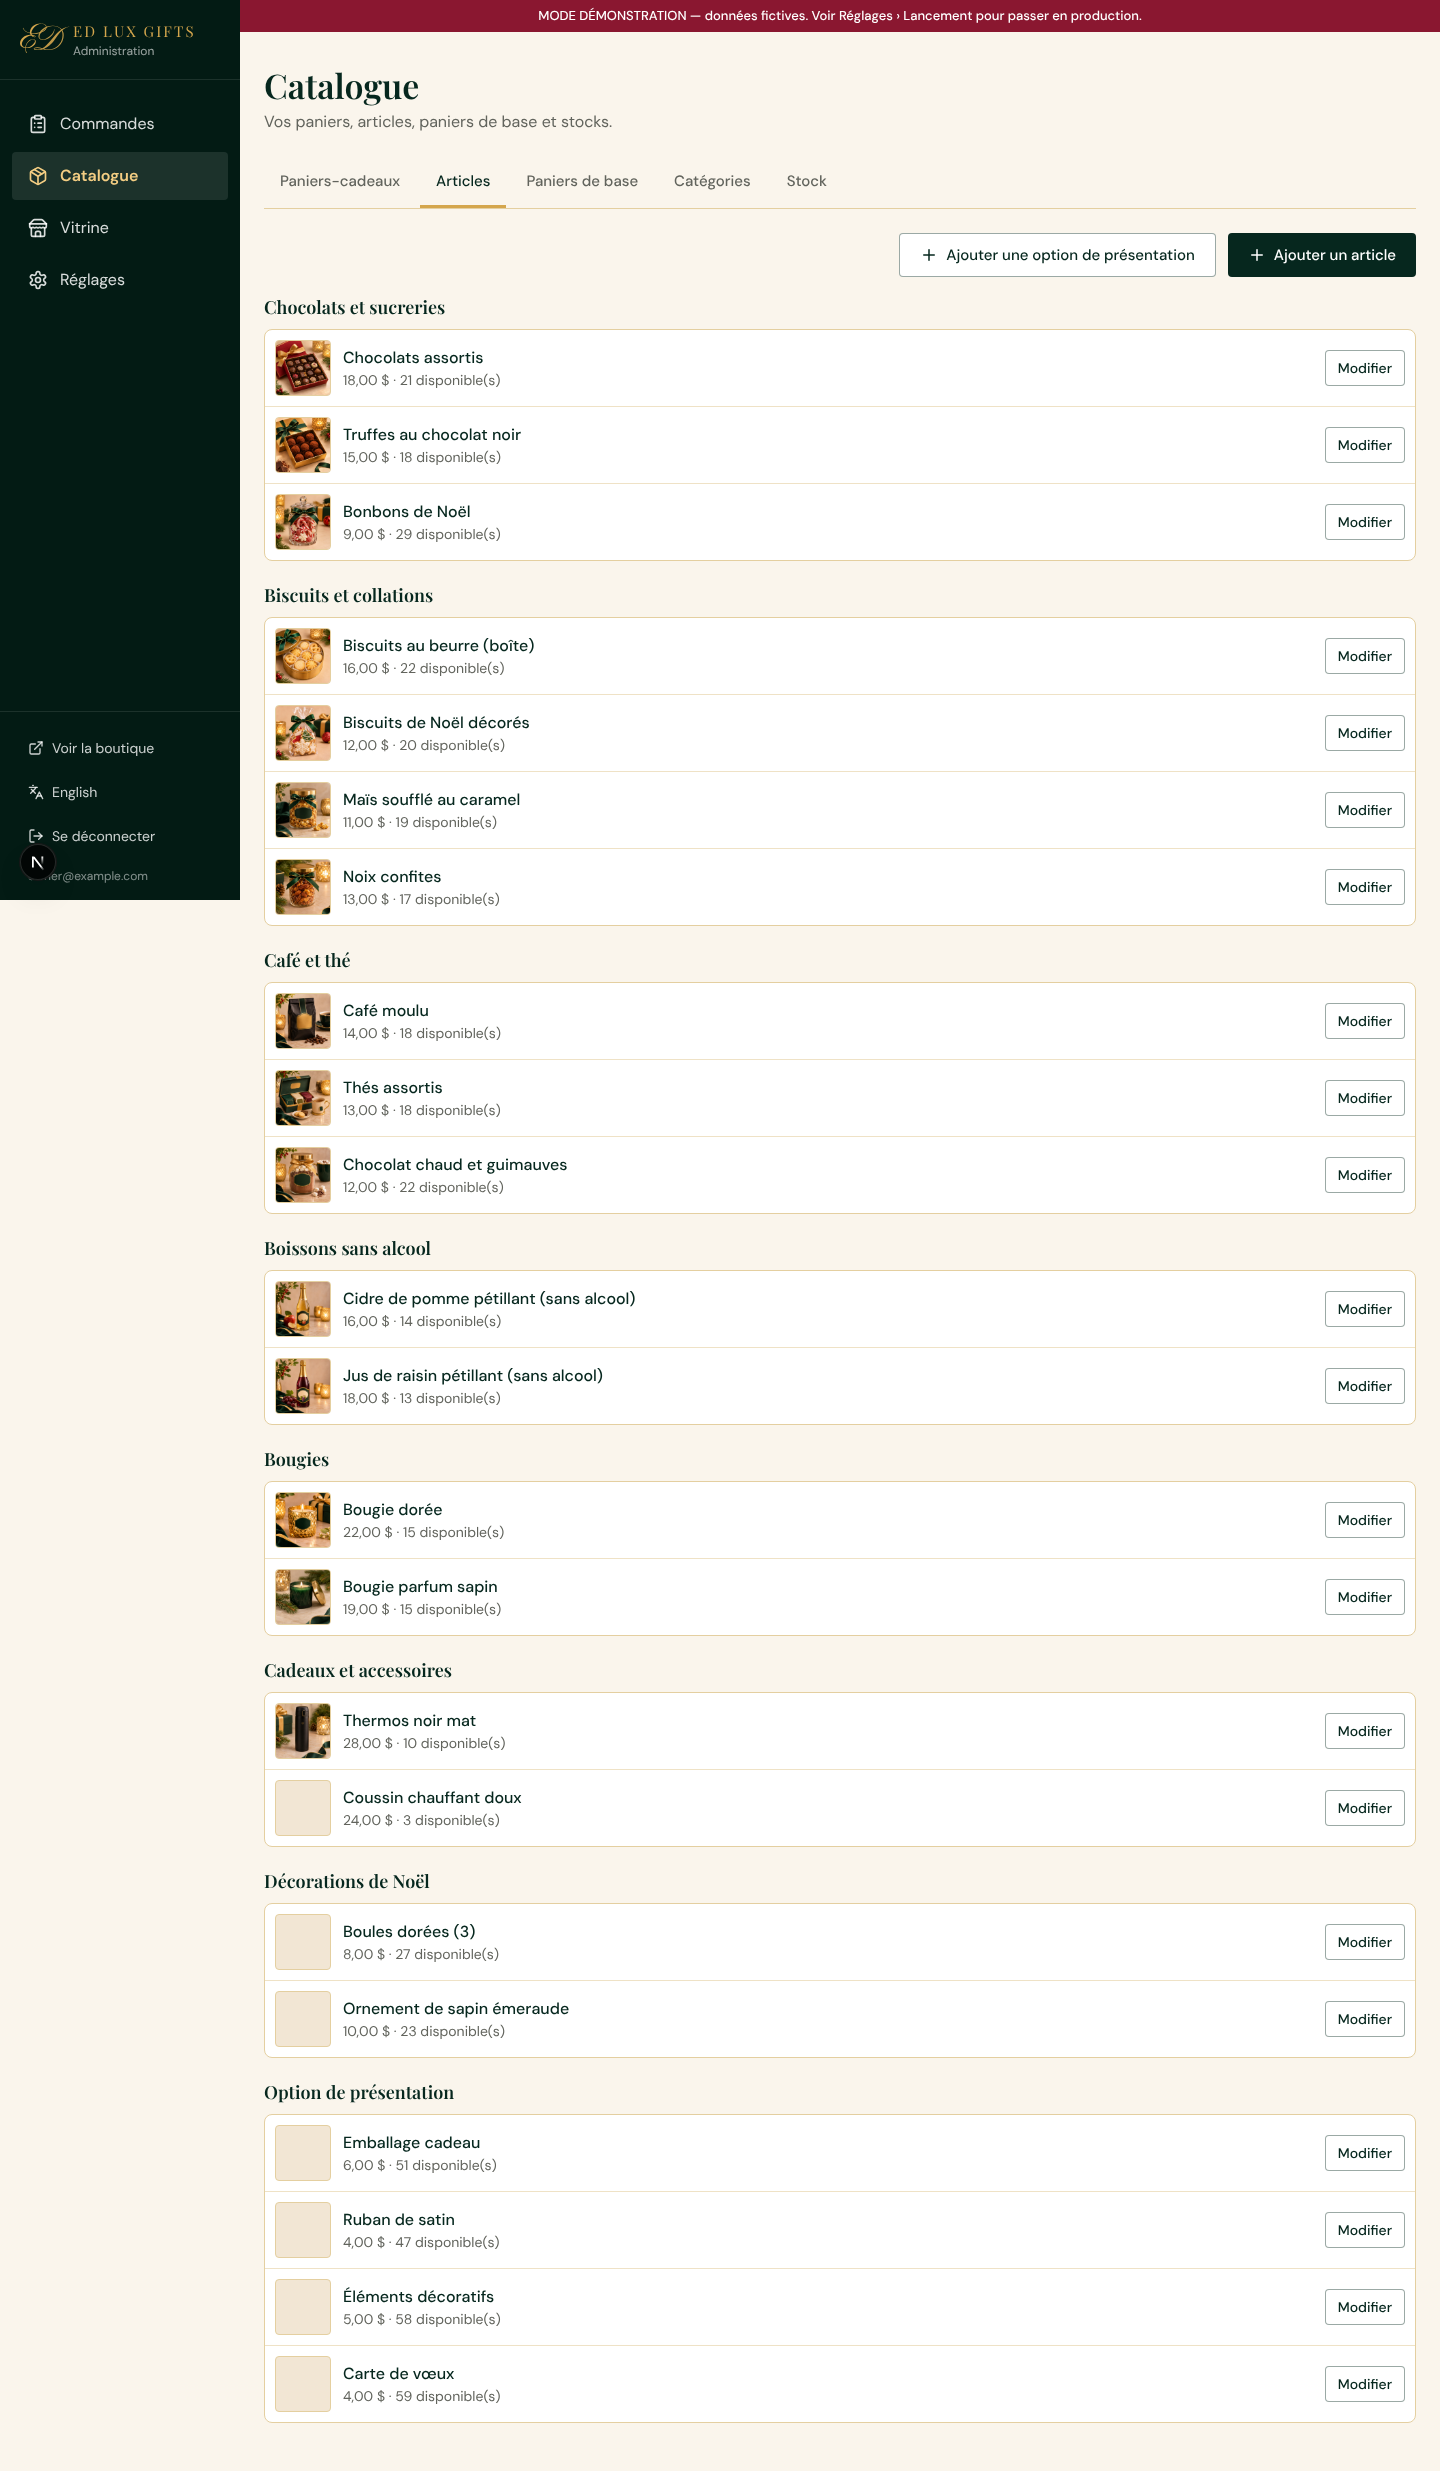 ED LUX GIFTS
Administration
Commandes
Catalogue
Vitrine
Réglages
Voir la boutique
English
Se déconnecter
er@example.com
MODE DÉMONSTRATION — données fictives. Voir Réglages › Lancement pour passer en production.
Catalogue
Vos paniers, articles, paniers de base et stocks.
Paniers-cadeaux Articles Paniers de base Catégories Stock
+ Ajouter une option de présentation + Ajouter un article
Chocolats et sucreries
Chocolats assortis
18,00 $ · 21 disponible(s)
Modifier
Truffes au chocolat noir
15,00 $ · 18 disponible(s)
Modifier
Bonbons de Noël
9,00 $ · 29 disponible(s)
Modifier
Biscuits et collations
Biscuits au beurre (boîte)
16,00 $ · 22 disponible(s)
Modifier
Biscuits de Noël décorés
12,00 $ · 20 disponible(s)
Modifier
Maïs soufflé au caramel
11,00 $ · 19 disponible(s)
Modifier
Noix confites
13,00 $ · 17 disponible(s)
Modifier
Café et thé
Café moulu
14,00 $ · 18 disponible(s)
Modifier
Thés assortis
13,00 $ · 18 disponible(s)
Modifier
Chocolat chaud et guimauves
12,00 $ · 22 disponible(s)
Modifier
Boissons sans alcool
Cidre de pomme pétillant (sans alcool)
16,00 $ · 14 disponible(s)
Modifier
Jus de raisin pétillant (sans alcool)
18,00 $ · 13 disponible(s)
Modifier
Bougies
Bougie dorée
22,00 $ · 15 disponible(s)
Modifier
Bougie parfum sapin
19,00 $ · 15 disponible(s)
Modifier
Cadeaux et accessoires
Thermos noir mat
28,00 $ · 10 disponible(s)
Modifier
Coussin chauffant doux
24,00 $ · 3 disponible(s)
Modifier
Décorations de Noël
Boules dorées (3)
8,00 $ · 27 disponible(s)
Modifier
Ornement de sapin émeraude
10,00 $ · 23 disponible(s)
Modifier
Option de présentation
Emballage cadeau
6,00 $ · 51 disponible(s)
Modifier
Ruban de satin
4,00 $ · 47 disponible(s)
Modifier
Éléments décoratifs
5,00 $ · 58 disponible(s)
Modifier
Carte de vœux
4,00 $ · 59 disponible(s)
Modifier